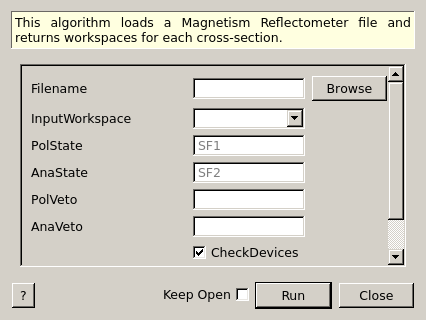 This algorithm loads a Magnetism Reflectometer file and
returns workspaces for each cross-section.
Filename
Browse
InputWorkspace
PolState
SF1
AnaState
SF2
PolVeto
AnaVeto
CheckDevices
?
Keep Open
Run
Close